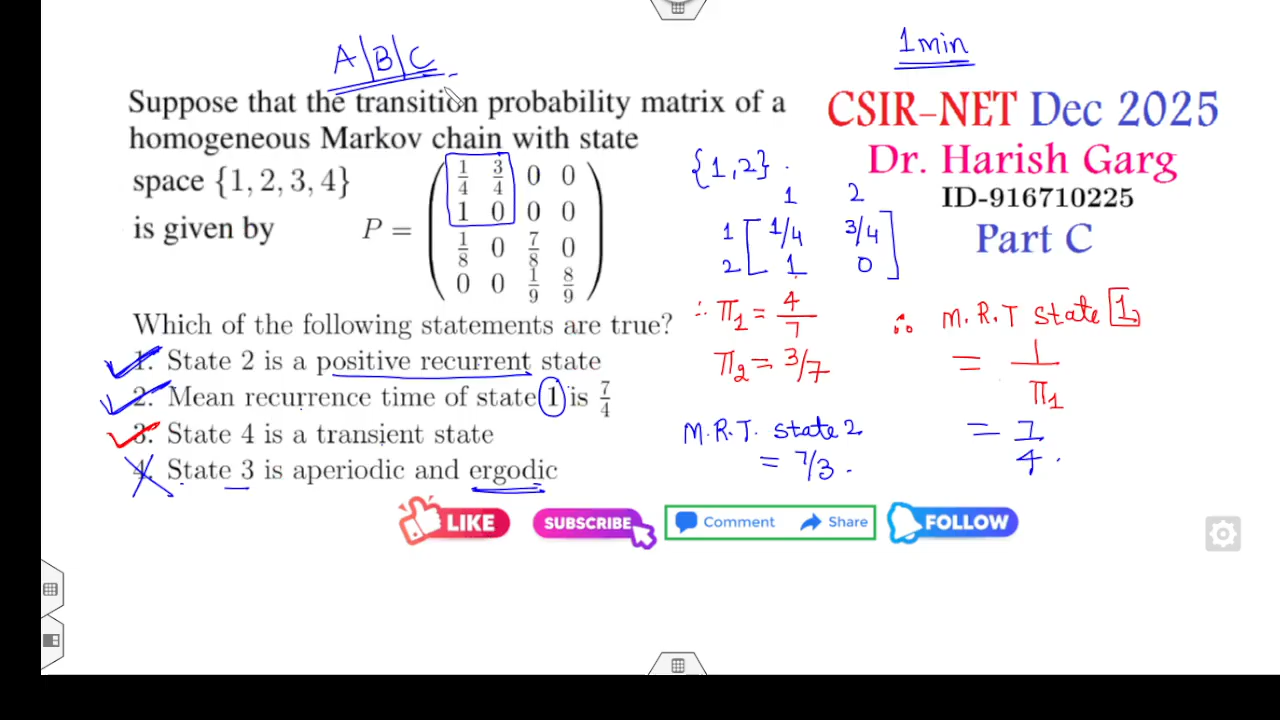 A/B/C
1 min
Suppose that the transition probability matrix of a
homogeneous Markov chain with state
space {1, 2, 3, 4}
is given by
P =
1/4 3/4 0 0
1 0 0 0
1/8 0 7/8 0
0 0 1/9 8/9
Which of the following statements are true?
1. State 2 is a positive recurrent state
2. Mean recurrence time of state 1 is 7/4
3. State 4 is a transient state
4. State 3 is aperiodic and ergodic
CSIR-NET Dec 2025
Dr. Harish Garg
ID-916710225
Part C
{1,2}.
1 2
1 [ 1/4 3/4 ]
2 [ 1 0 ]
∴ π1 = 4/7
π2 = 3/7
M.R.T. state 2
= 7/3.
∴ M.R.T state 1,
= 1/π1
= 7/4.
LIKE
SUBSCRIBE
Comment Share
FOLLOW